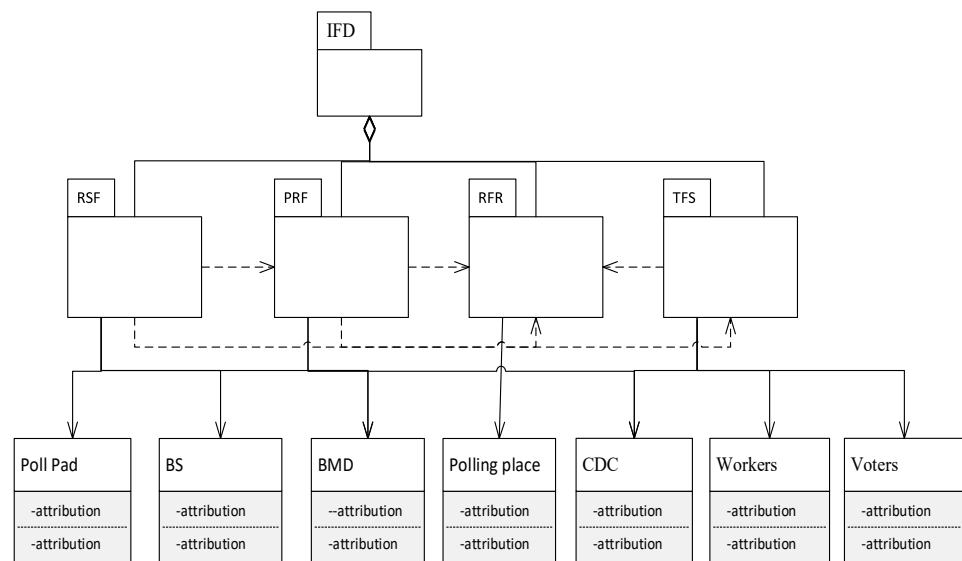 IFD
RSF
PRF
RFR
TFS
Poll Pad
BS
BMD
Polling place
CDC
Workers
Voters
-attribution
-attribution
--attribution
-attribution
-attribution
-attribution
-attribution
-attribution
-attribution
-attribution
-attribution
-attribution
-attribution
-attribution